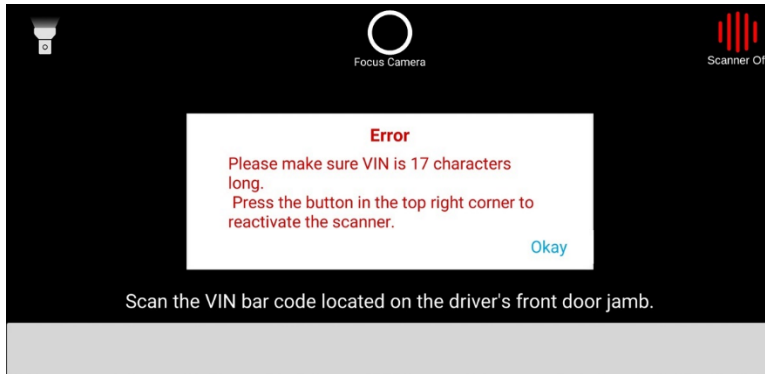 Focus Camera
Scanner Of
Error
Please make sure VIN is 17 characters
long.
Press the button in the top right corner to
reactivate the scanner.
Okay
Scan the VIN bar code located on the driver's front door jamb.